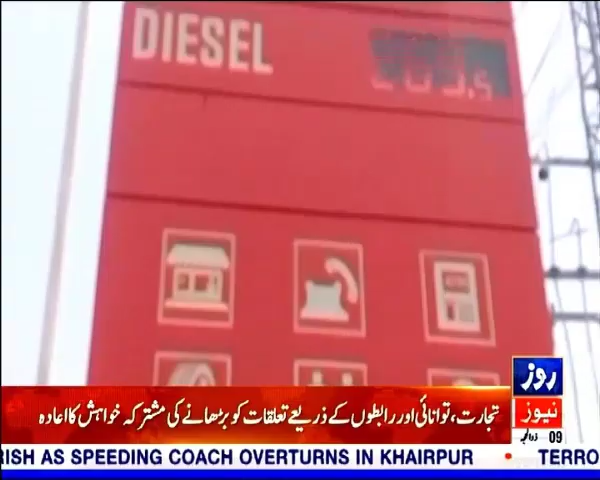 DIESEL
روز
نیوز
تجارت، توانائی اور رابطوں کے ذریعے تعلقات کو بڑھانے کی مشترکہ خواہش کا اعادہ
09 ذوالحجہ
RISH AS SPEEDING COACH OVERTURNS IN KHAIRPUR • TERRO